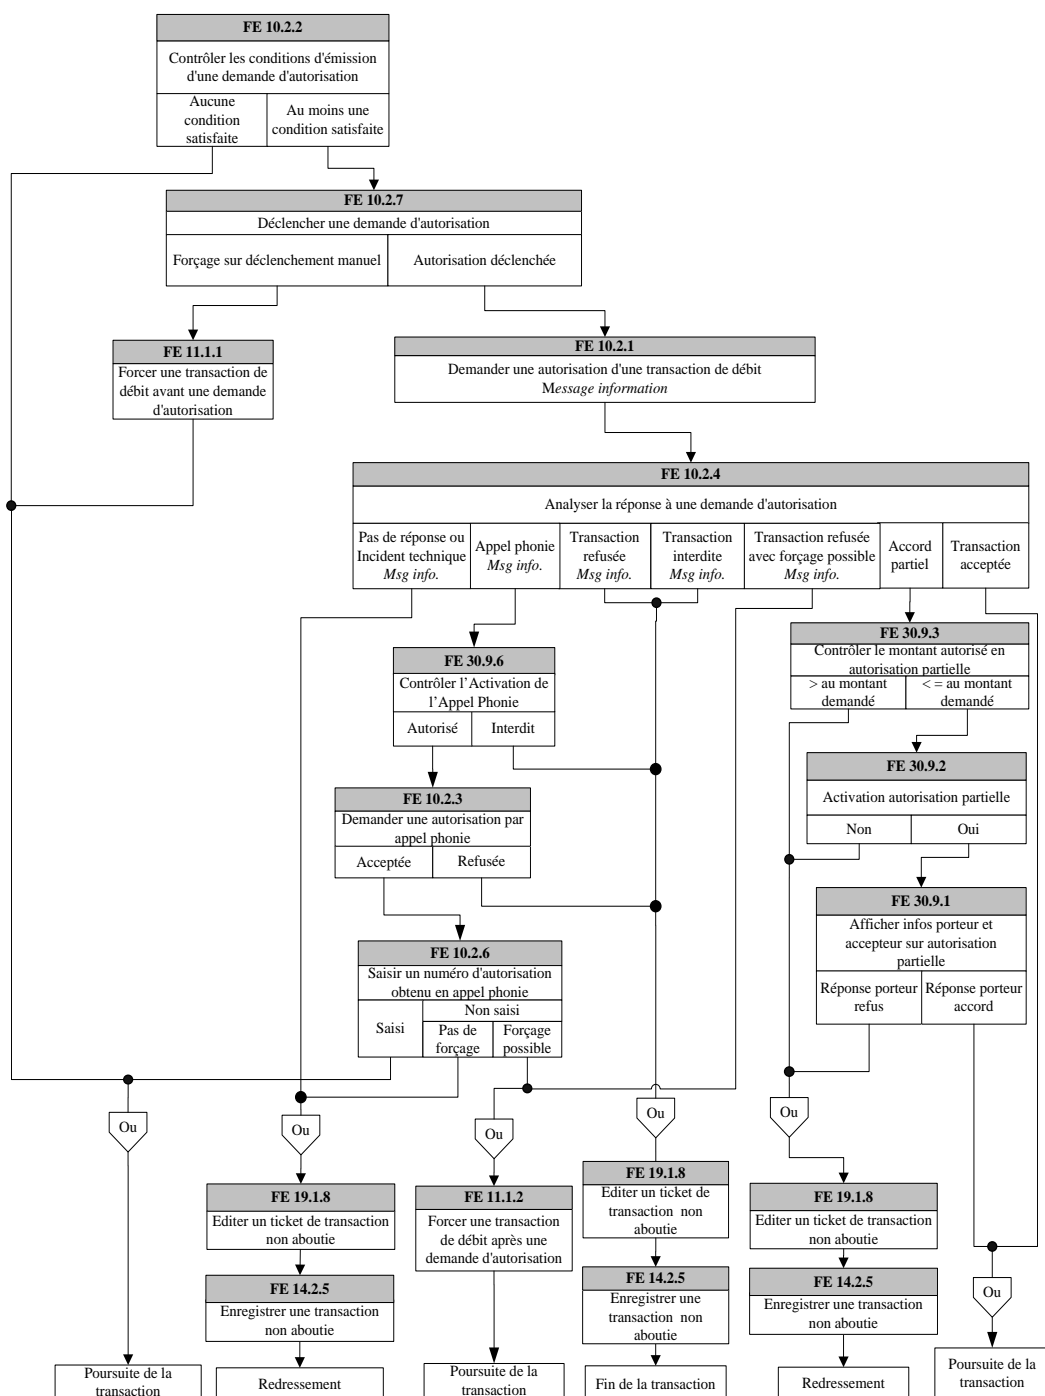 FE 10.2.2
Contrôler les conditions d'émission
d'une demande d'autorisation
Aucune
condition
satisfaite
Au moins une
condition satisfaite
FE 10.2.7
Déclencher une demande d'autorisation
Forçage sur déclenchement manuel
Autorisation déclenchée
FE 11.1.1
Forcer une transaction de
débit avant une demande
d'autorisation
FE 10.2.1
Demander une autorisation d'une transaction de débit
Message information
FE 10.2.4
Analyser la réponse à une demande d'autorisation
Pas de réponse ou
Incident technique
Msg info.
Appel phonie
Msg info.
Transaction
refusée
Msg info.
Transaction
interdite
Msg info.
Transaction refusée
avec forçage possible
Msg info.
Accord
partiel
Transaction
acceptée
FE 30.9.3
Contrôler le montant autorisé en
autorisation partielle
> au montant
demandé
< = au montant
demandé
FE 30.9.6
Contrôler l’Activation de
l’Appel Phonie
Autorisé
Interdit
FE 30.9.2
Activation autorisation partielle
Non
Oui
FE 10.2.3
Demander une autorisation par
appel phonie
Acceptée
Refusée
FE 30.9.1
Afficher infos porteur et
accepteur sur autorisation
partielle
Réponse porteur
refus
Réponse porteur
accord
FE 10.2.6
Saisir un numéro d'autorisation
obtenu en appel phonie
Saisi
Non saisi
Pas de
forçage
Forçage
possible
Ou
Ou
Ou
Ou
Ou
FE 19.1.8
Editer un ticket de transaction
non aboutie
FE 14.2.5
Enregistrer une transaction
non aboutie
FE 11.1.2
Forcer une transaction
de débit après une
demande d'autorisation
FE 19.1.8
Editer un ticket de
transaction non
aboutie
FE 14.2.5
Enregistrer une
transaction non
aboutie
FE 19.1.8
Editer un ticket de transaction
non aboutie
FE 14.2.5
Enregistrer une transaction
non aboutie
Ou
Poursuite de la
transaction
Redressement
Poursuite de la
transaction
Fin de la transaction
Redressement
Poursuite de la
transaction